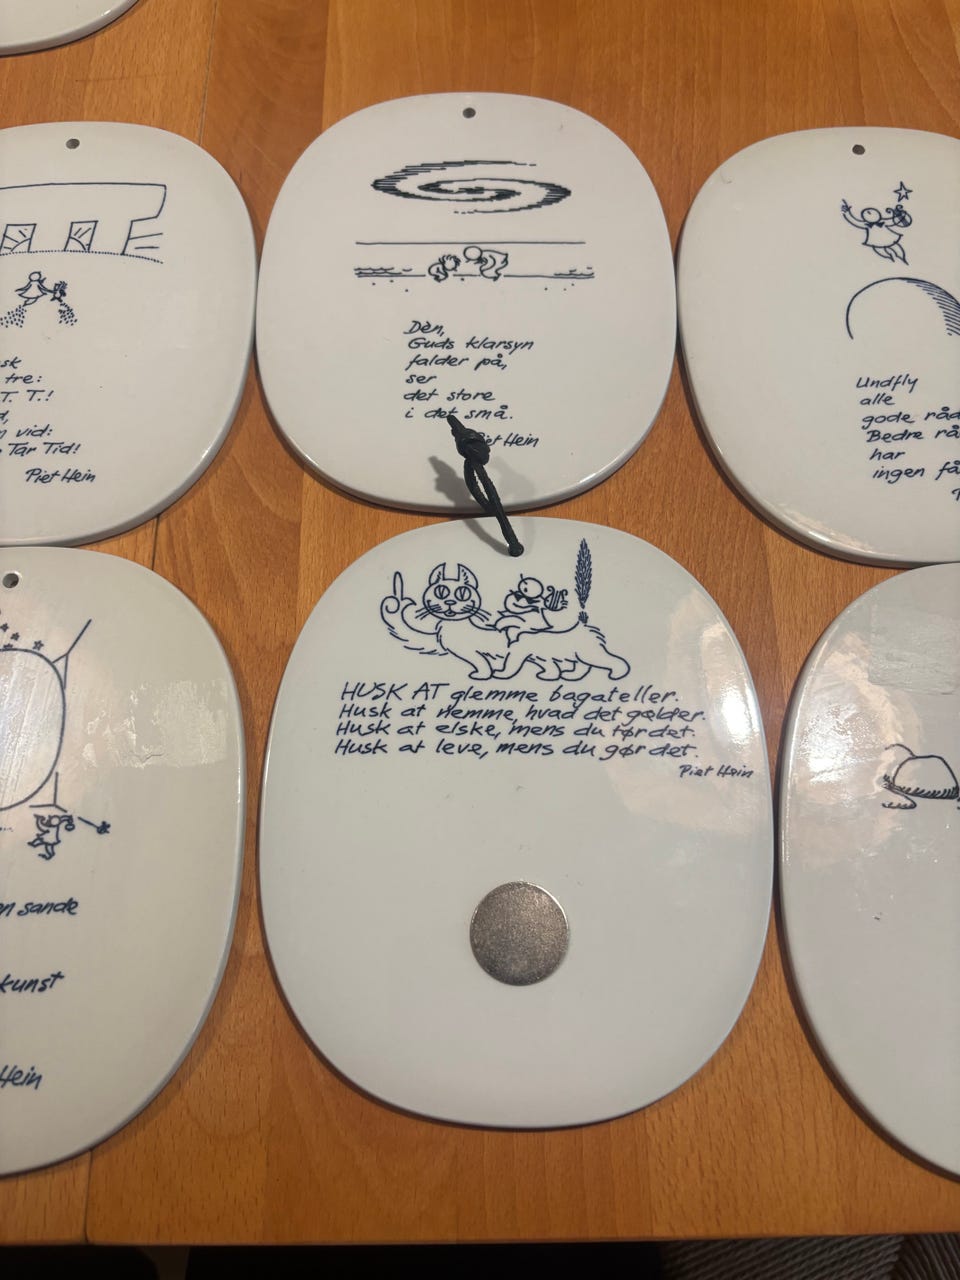 sk
tre:
T. T.!
d,
n vid:
Tar Tid!
Piet Hein
Dèn,
Guds klarsyn
falder på,
ser
det store
i det små.
Piet Hein
Undfly
alle
gode råd
Bedre rå
har
ingen få
n sande
kunst
Hein
HUSK AT glemme bagateller.
Husk at nemme, hvad det gælder.
Husk at elske, mens du tør det.
Husk at leve, mens du gør det.
Piet Hein